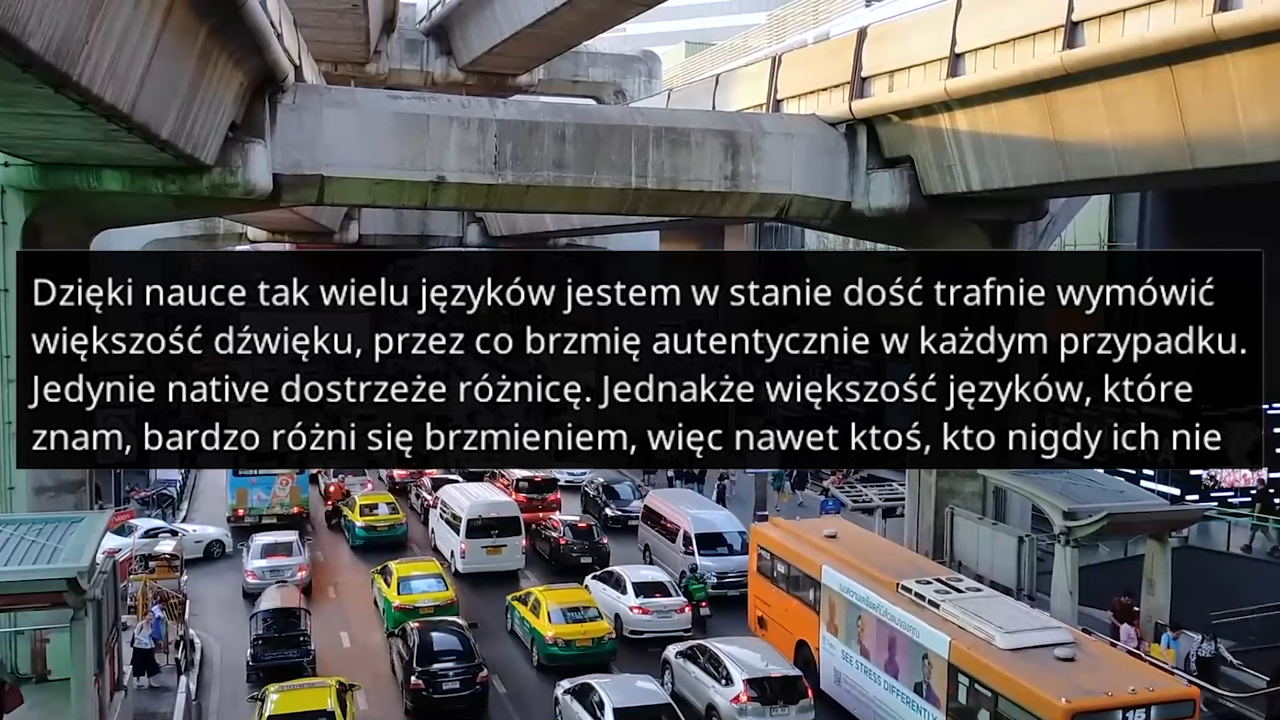 Dzięki nauce tak wielu języków jestem w stanie dość trafnie wymówić
większość dźwięku, przez co brzmię autentycznie w każdym przypadku.
Jedynie native dostrzeże różnicę. Jednakże większość języków, które
znam, bardzo różni się brzmieniem, więc nawet ktoś, kto nigdy ich nie
SEE STRESS DIFFERENTLY
15